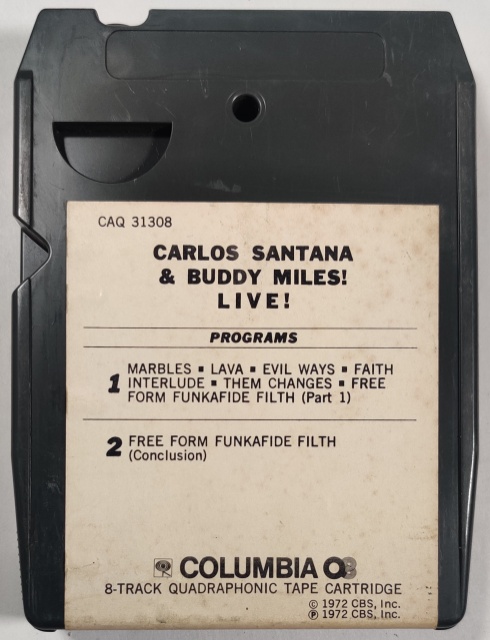 CAQ 31308
CARLOS SANTANA
& BUDDY MILES!
LIVE!
PROGRAMS
1 MARBLES ▪ LAVA ▪ EVIL WAYS ▪ FAITH
INTERLUDE ▪ THEM CHANGES ▪ FREE
FORM FUNKAFIDE FILTH (Part 1)
2 FREE FORM FUNKAFIDE FILTH
(Conclusion)
COLUMBIA Q8
8-TRACK QUADRAPHONIC TAPE CARTRIDGE
© 1972 CBS, Inc.
℗ 1972 CBS, Inc.